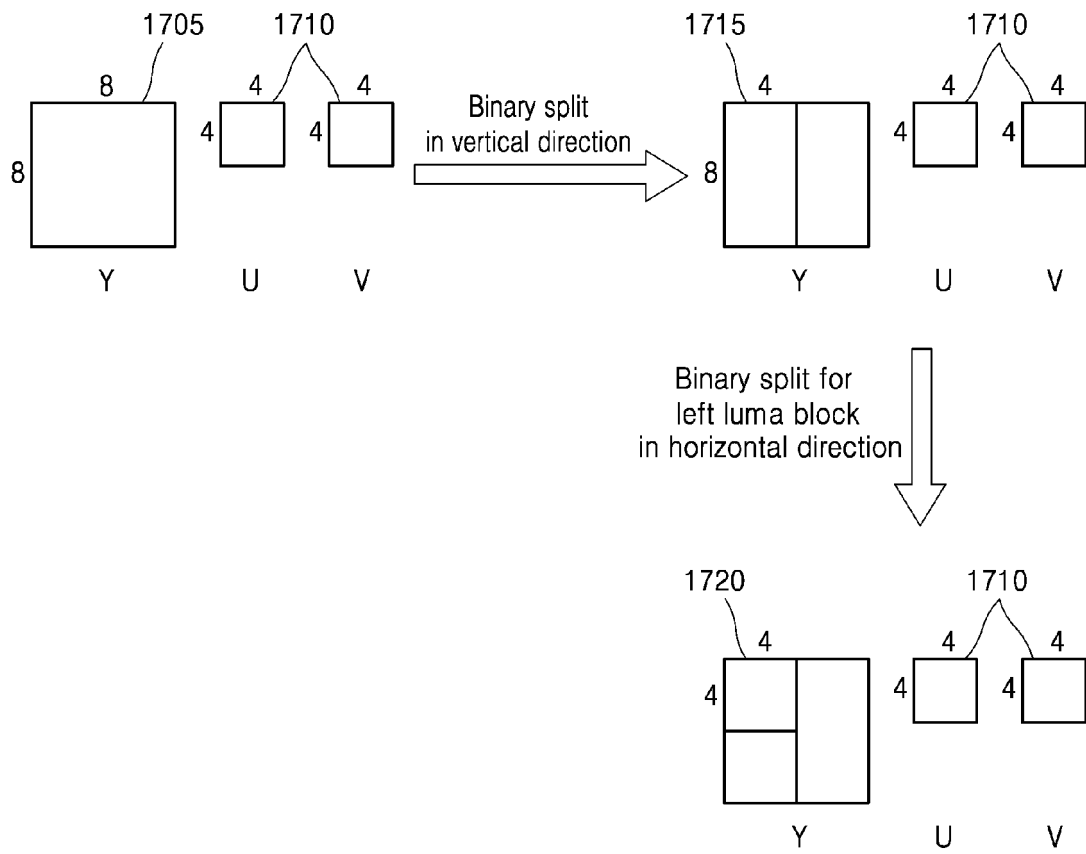 1705 1710 1715 1710
8 4 4 4 4 4
8 4 4 8 4 4
Binary split
in vertical direction
Y U V Y U V
Binary split for
left luma block
in horizontal direction
1720 1710
4 4 4
4 4 4
Y U V